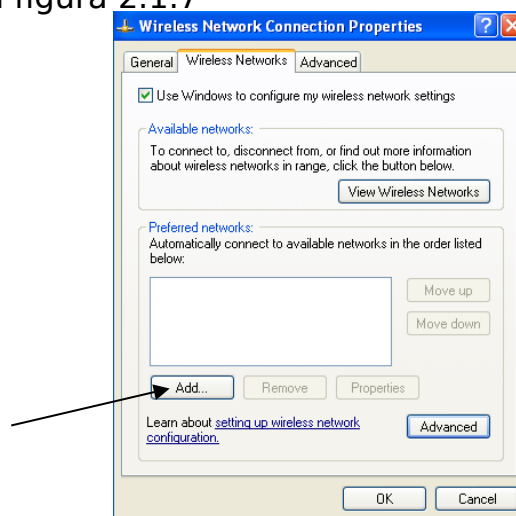 Figura 2.1.7
Wireless Network Connection Properties
General Wireless Networks Advanced
Use Windows to configure my wireless network settings
Available networks:
To connect to, disconnect from, or find out more information
about wireless networks in range, click the button below.
View Wireless Networks
Preferred networks:
Automatically connect to available networks in the order listed
below:
Move up
Move down
Add... Remove Properties
Learn about setting up wireless network
configuration.
Advanced
OK Cancel